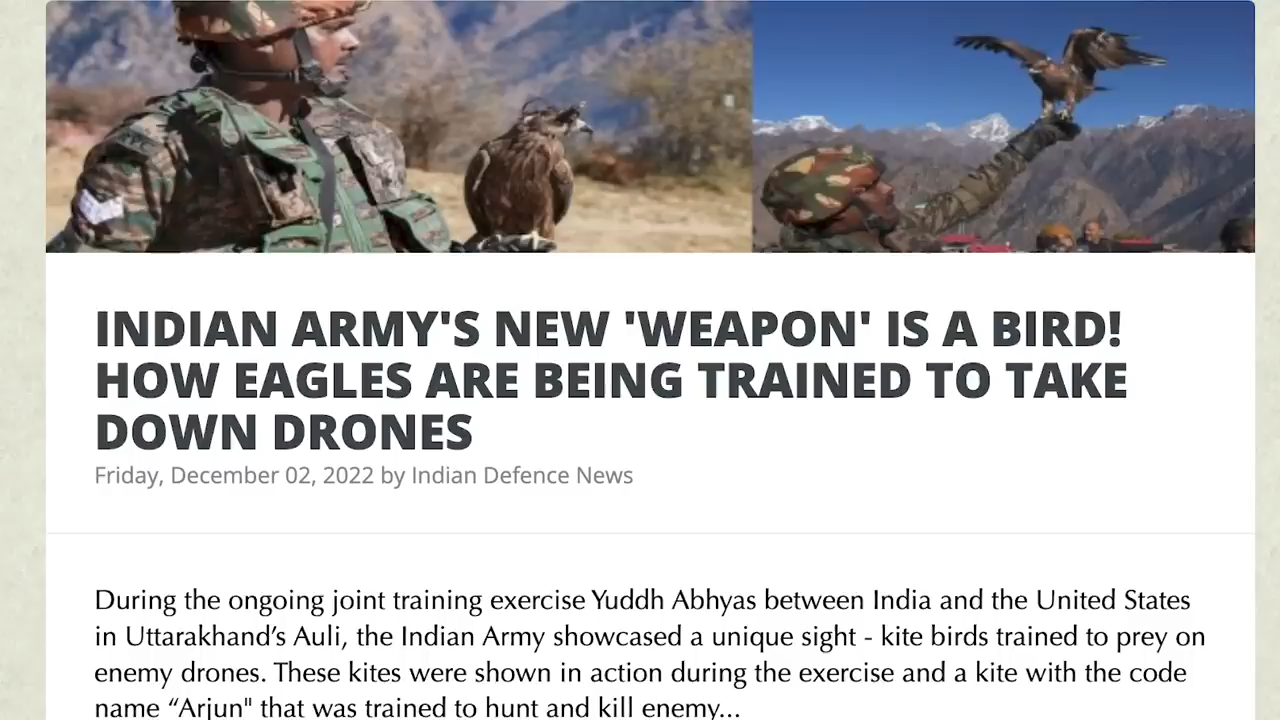 INDIAN ARMY'S NEW 'WEAPON' IS A BIRD!
HOW EAGLES ARE BEING TRAINED TO TAKE
DOWN DRONES
Friday, December 02, 2022 by Indian Defence News
During the ongoing joint training exercise Yuddh Abhyas between India and the United States
in Uttarakhand’s Auli, the Indian Army showcased a unique sight - kite birds trained to prey on
enemy drones. These kites were shown in action during the exercise and a kite with the code
name “Arjun" that was trained to hunt and kill enemy...